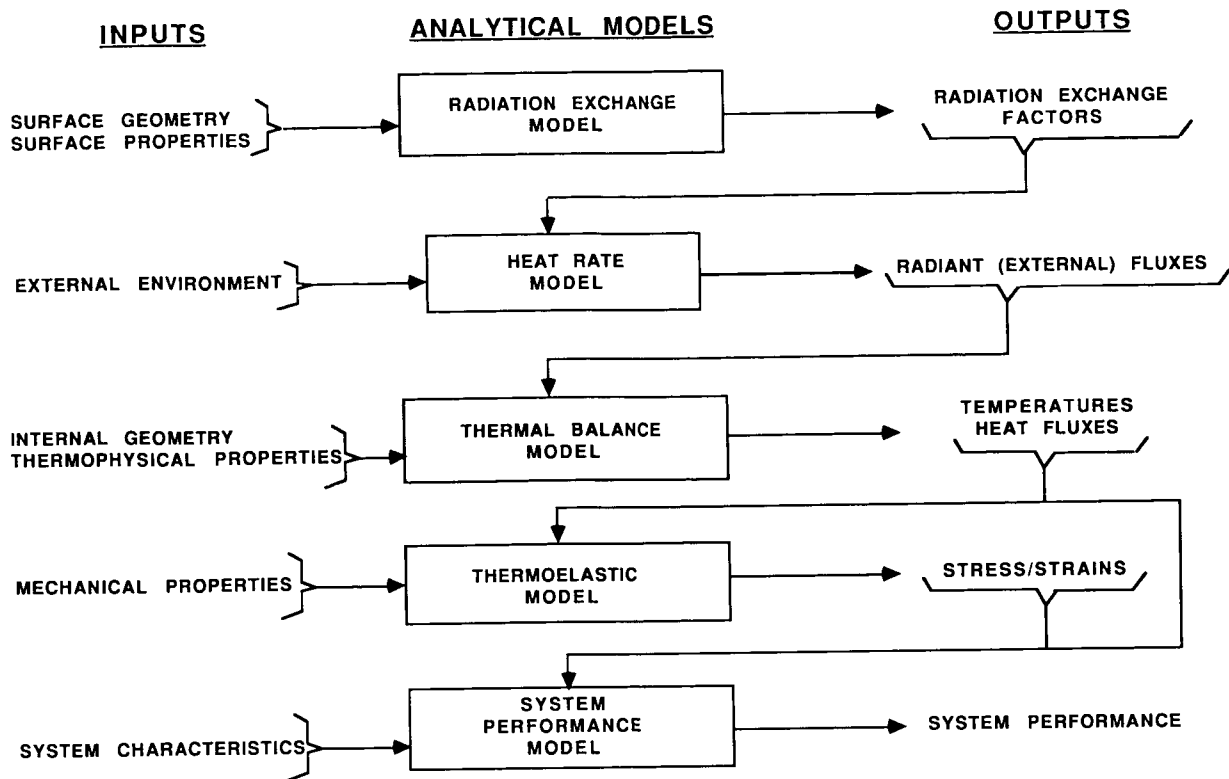 INPUTS
ANALYTICAL MODELS
OUTPUTS
SURFACE GEOMETRY
SURFACE PROPERTIES
RADIATION EXCHANGE
MODEL
RADIATION EXCHANGE
FACTORS
EXTERNAL ENVIRONMENT
HEAT RATE
MODEL
RADIANT (EXTERNAL) FLUXES
INTERNAL GEOMETRY
THERMOPHYSICAL PROPERTIES
THERMAL BALANCE
MODEL
TEMPERATURES
HEAT FLUXES
MECHANICAL PROPERTIES
THERMOELASTIC
MODEL
STRESS/STRAINS
SYSTEM CHARACTERISTICS
SYSTEM
PERFORMANCE
MODEL
SYSTEM PERFORMANCE